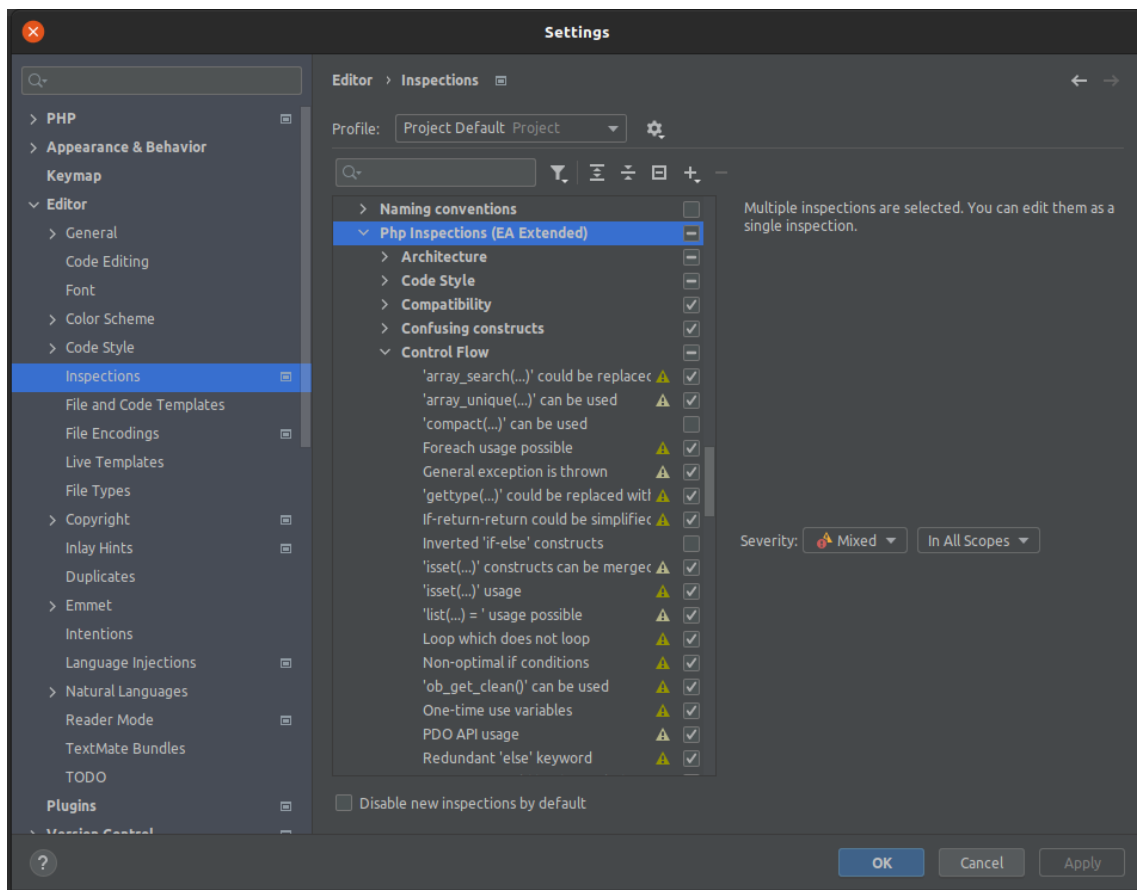 Settings
PHP
Appearance & Behavior
Keymap
Editor
General
Code Editing
Font
Color Scheme
Code Style
Inspections
File and Code Templates
File Encodings
Live Templates
File Types
Copyright
Inlay Hints
Duplicates
Emmet
Intentions
Language Injections
Natural Languages
Reader Mode
TextMate Bundles
TODO
Plugins
Version Control
Editor › Inspections
Profile: Project Default Project
Naming conventions
Php Inspections (EA Extended)
Architecture
Code Style
Compatibility
Confusing constructs
Control Flow
'array_search(...)' could be replaced
'array_unique(...)' can be used
'compact(...)' can be used
Foreach usage possible
General exception is thrown
'gettype(...)' could be replaced with
If-return-return could be simplified
Inverted 'if-else' constructs
'isset(...)' constructs can be merged
'isset(...)' usage
'list(...) = ' usage possible
Loop which does not loop
Non-optimal if conditions
'ob_get_clean()' can be used
One-time use variables
PDO API usage
Redundant 'else' keyword
Multiple inspections are selected. You can edit them as a
single inspection.
Severity: Mixed In All Scopes
Disable new inspections by default
? OK Cancel Apply